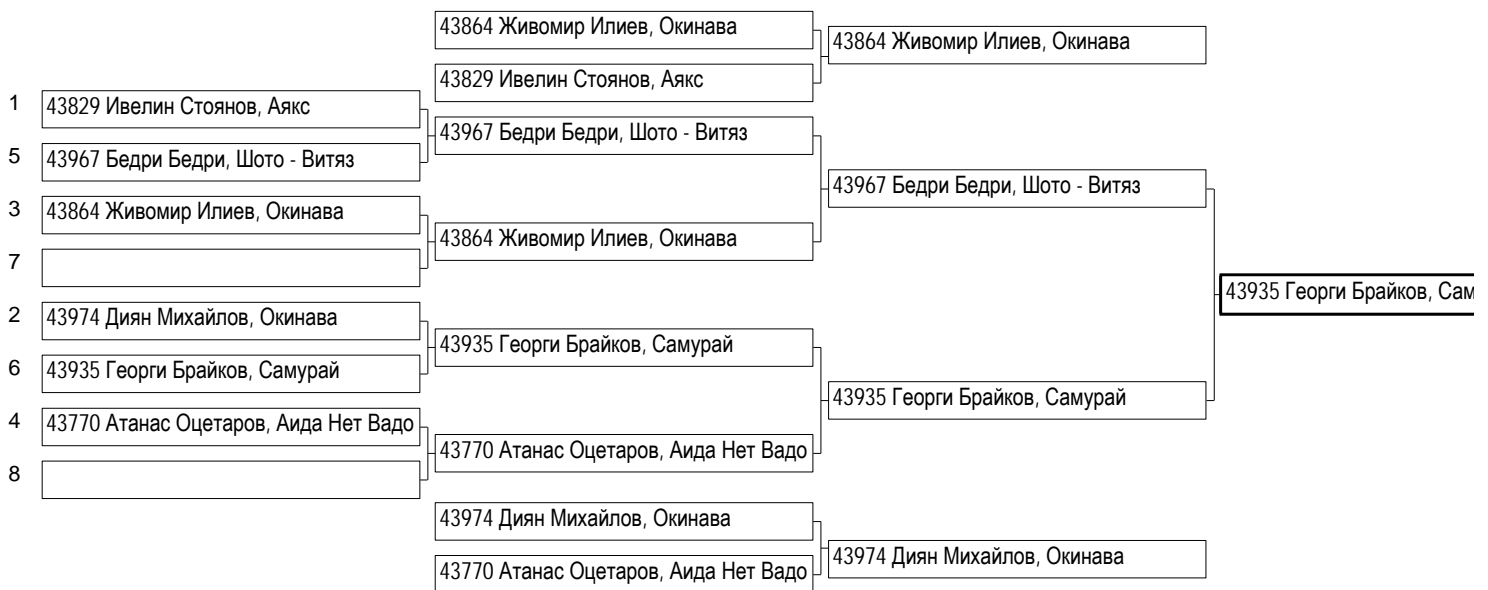 43864 Живомир Илиев, Окинава
43864 Живомир Илиев, Окинава
43829 Ивелин Стоянов, Аякс
1 43829 Ивелин Стоянов, Аякс
43967 Бедри Бедри, Шото - Витяз
5 43967 Бедри Бедри, Шото - Витяз
43967 Бедри Бедри, Шото - Витяз
3 43864 Живомир Илиев, Окинава
43864 Живомир Илиев, Окинава
7
43935 Георги Брайков, Сам
2 43974 Диян Михайлов, Окинава
43935 Георги Брайков, Самурай
6 43935 Георги Брайков, Самурай
43935 Георги Брайков, Самурай
4 43770 Атанас Оцетаров, Аида Нет Вадо
43770 Атанас Оцетаров, Аида Нет Вадо
8
43974 Диян Михайлов, Окинава
43974 Диян Михайлов, Окинава
43770 Атанас Оцетаров, Аида Нет Вадо